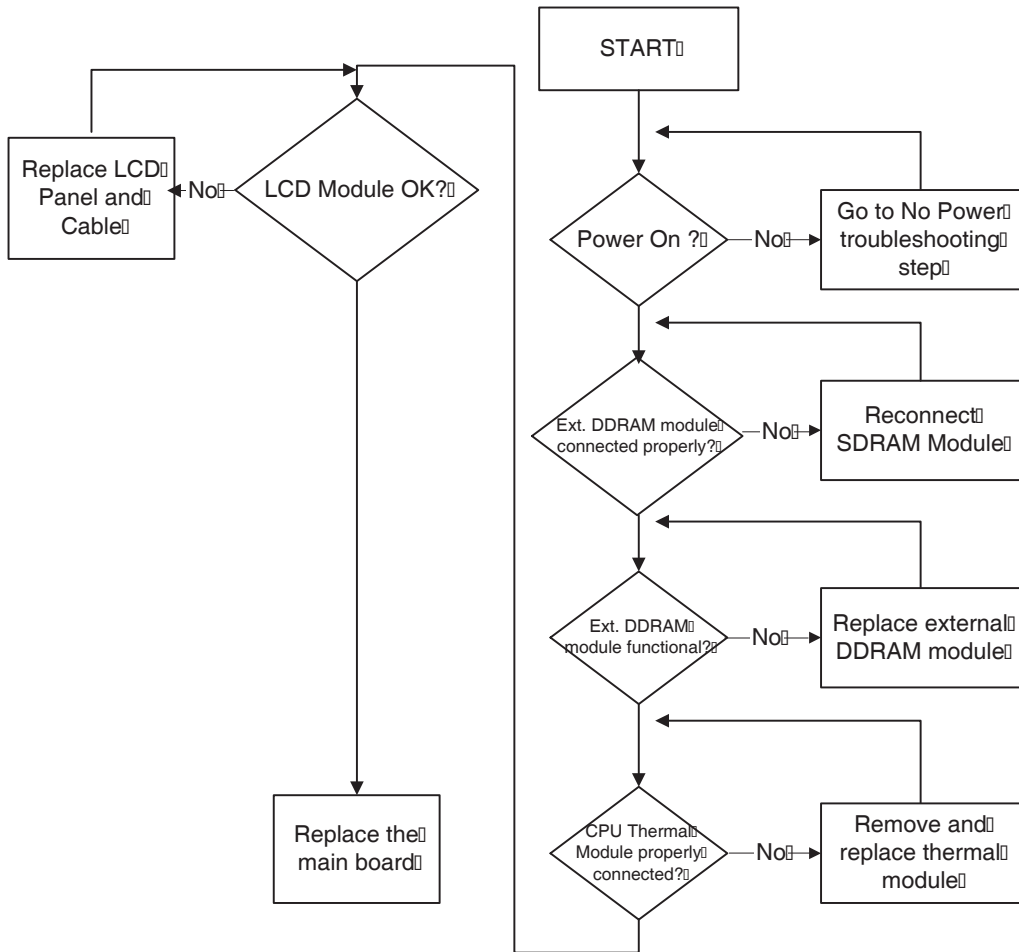 START
Power On ?
No
Go to No Power
troubleshooting
step
Ext. DDRAM module
connected properly?
No
Reconnect
SDRAM Module
Ext. DDRAM
module functional?
No
Replace external
DDRAM module
CPU Thermal
Module properly
connected?
No
Remove and
replace thermal
module
LCD Module OK?
No
Replace LCD
Panel and
Cable
Replace the
main board